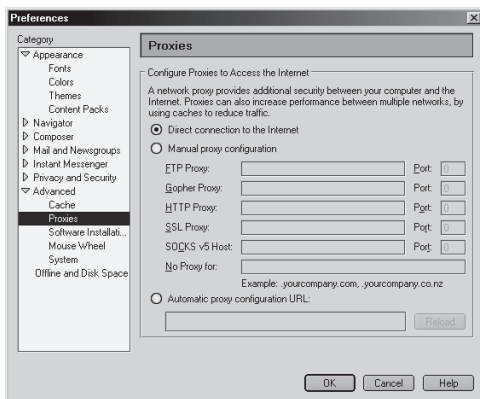 Preferences
Category
Appearance
Fonts
Colors
Themes
Content Packs
Navigator
Composer
Mail and Newsgroups
Instant Messenger
Privacy and Security
Advanced
Cache
Proxies
Software Installati...
Mouse Wheel
System
Offline and Disk Space
Proxies
Configure Proxies to Access the Internet
A network proxy provides additional security between your computer and the
Internet. Proxies can also increase performance between multiple networks, by
using caches to reduce traffic.
Direct connection to the Internet
Manual proxy configuration
FTP Proxy: Port: 0
Gopher Proxy: Port: 0
HTTP Proxy: Port: 0
SSL Proxy: Port: 0
SOCKS v5 Host: Port: 0
No Proxy for:
Example: .yourcompany.com, .yourcompany.co.nz
Automatic proxy configuration URL:
Reload
OK Cancel Help